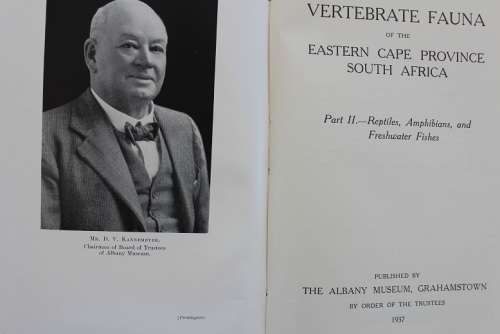 Mr. D. V. Kannemeyer,
Chairman of Board of Trustees
of Albany Museum.
[Frontispiece
VERTEBRATE FAUNA
OF THE
EASTERN CAPE PROVINCE
SOUTH AFRICA
Part II.—Reptiles, Amphibians, and
Freshwater Fishes
PUBLISHED BY
THE ALBANY MUSEUM, GRAHAMSTOWN
BY ORDER OF THE TRUSTEES
1937